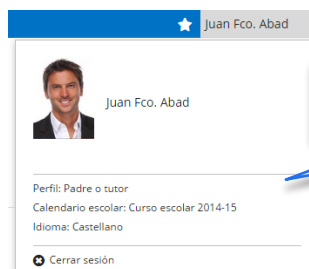 Juan Fco. Abad
Juan Fco. Abad
Perfil: Padre o tutor
Calendario escolar: Curso escolar 2014-15
Idioma: Castellano
Cerrar sesión